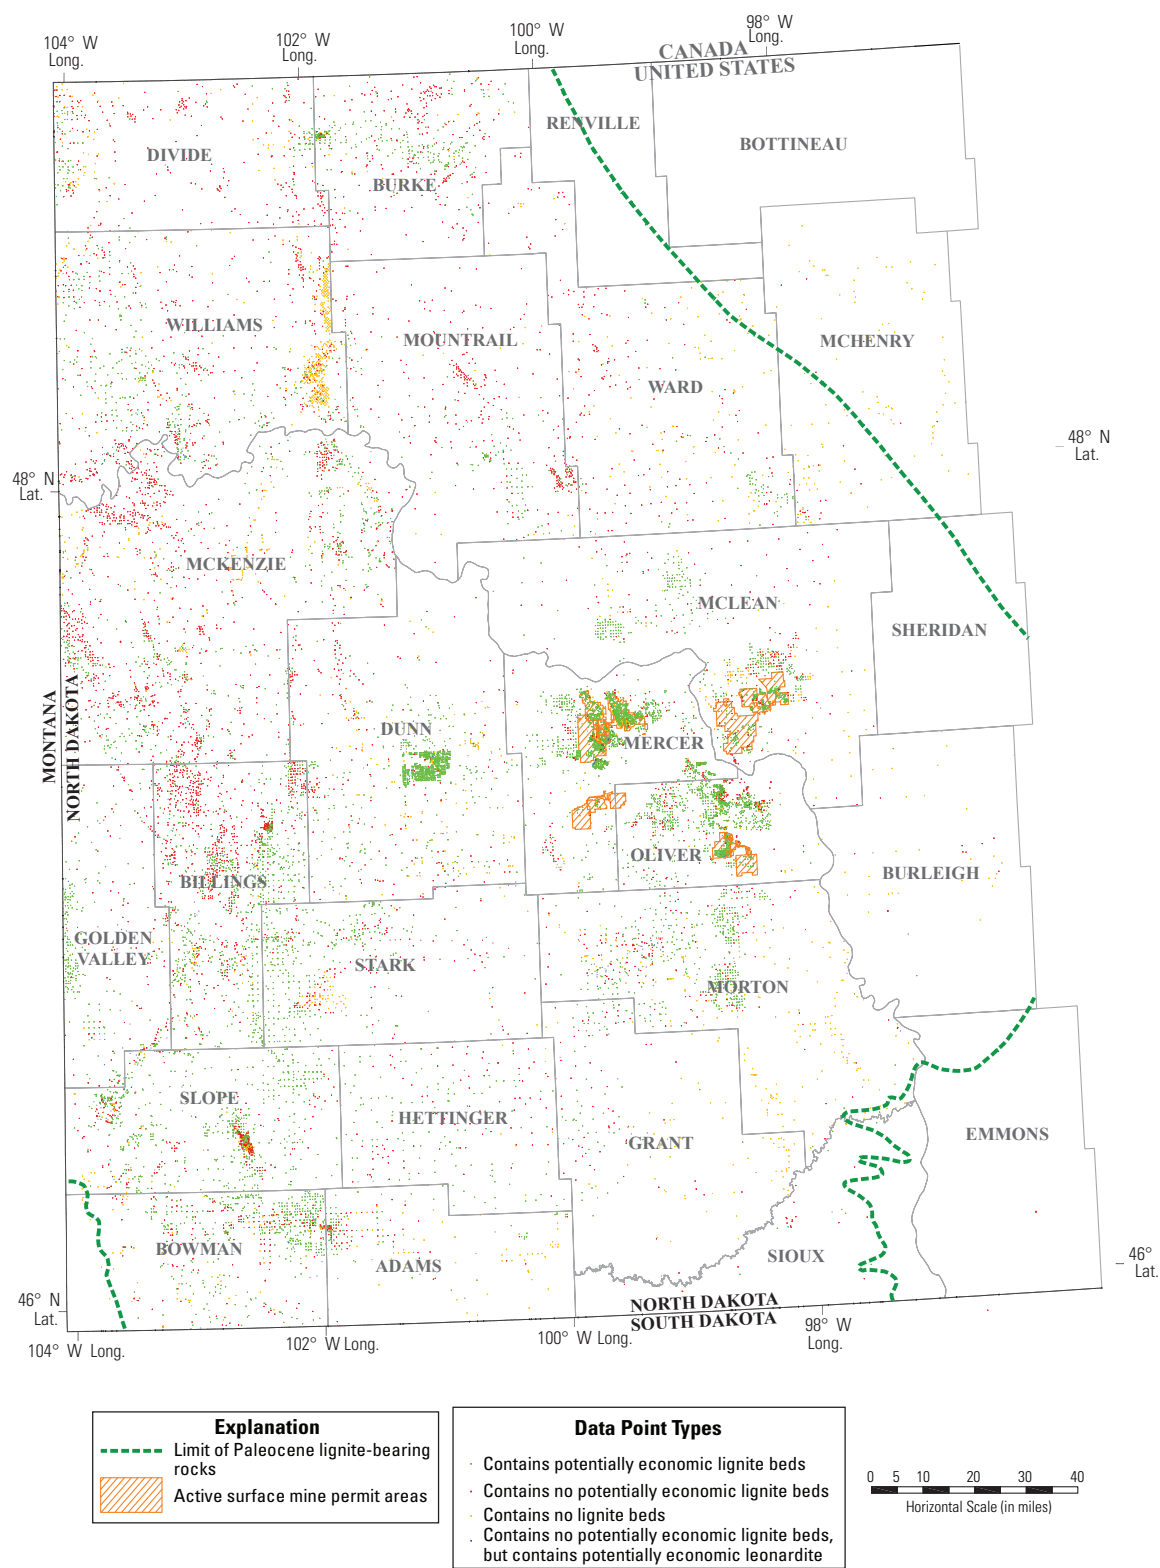 104° W
Long.
102° W
Long.
100° W
Long.
98° W
Long.
CANADA
UNITED STATES
RENVILLE
BOTTINEAU
DIVIDE
BURKE
WILLIAMS
MOUNTRAIL
MCHENRY
WARD
48° N
Lat.
48° N
Lat.
MCKENZIE
MCLEAN
SHERIDAN
MONTANA
NORTH DAKOTA
DUNN
MERCER
OLIVER
BILLINGS
BURLEIGH
GOLDEN
VALLEY
STARK
MORTON
SLOPE
HETTINGER
GRANT
EMMONS
BOWMAN
ADAMS
SIOUX
46°
Lat.
46° N
Lat.
NORTH DAKOTA
SOUTH DAKOTA
104° W Long.
102° W Long.
100° W Long.
98° W
Long.
Explanation
Limit of Paleocene lignite-bearing
rocks
Active surface mine permit areas
Data Point Types
Contains potentially economic lignite beds
Contains no potentially economic lignite beds
Contains no lignite beds
Contains no potentially economic lignite beds,
but contains potentially economic leonardite
0 5 10 20 30 40
Horizontal Scale (in miles)